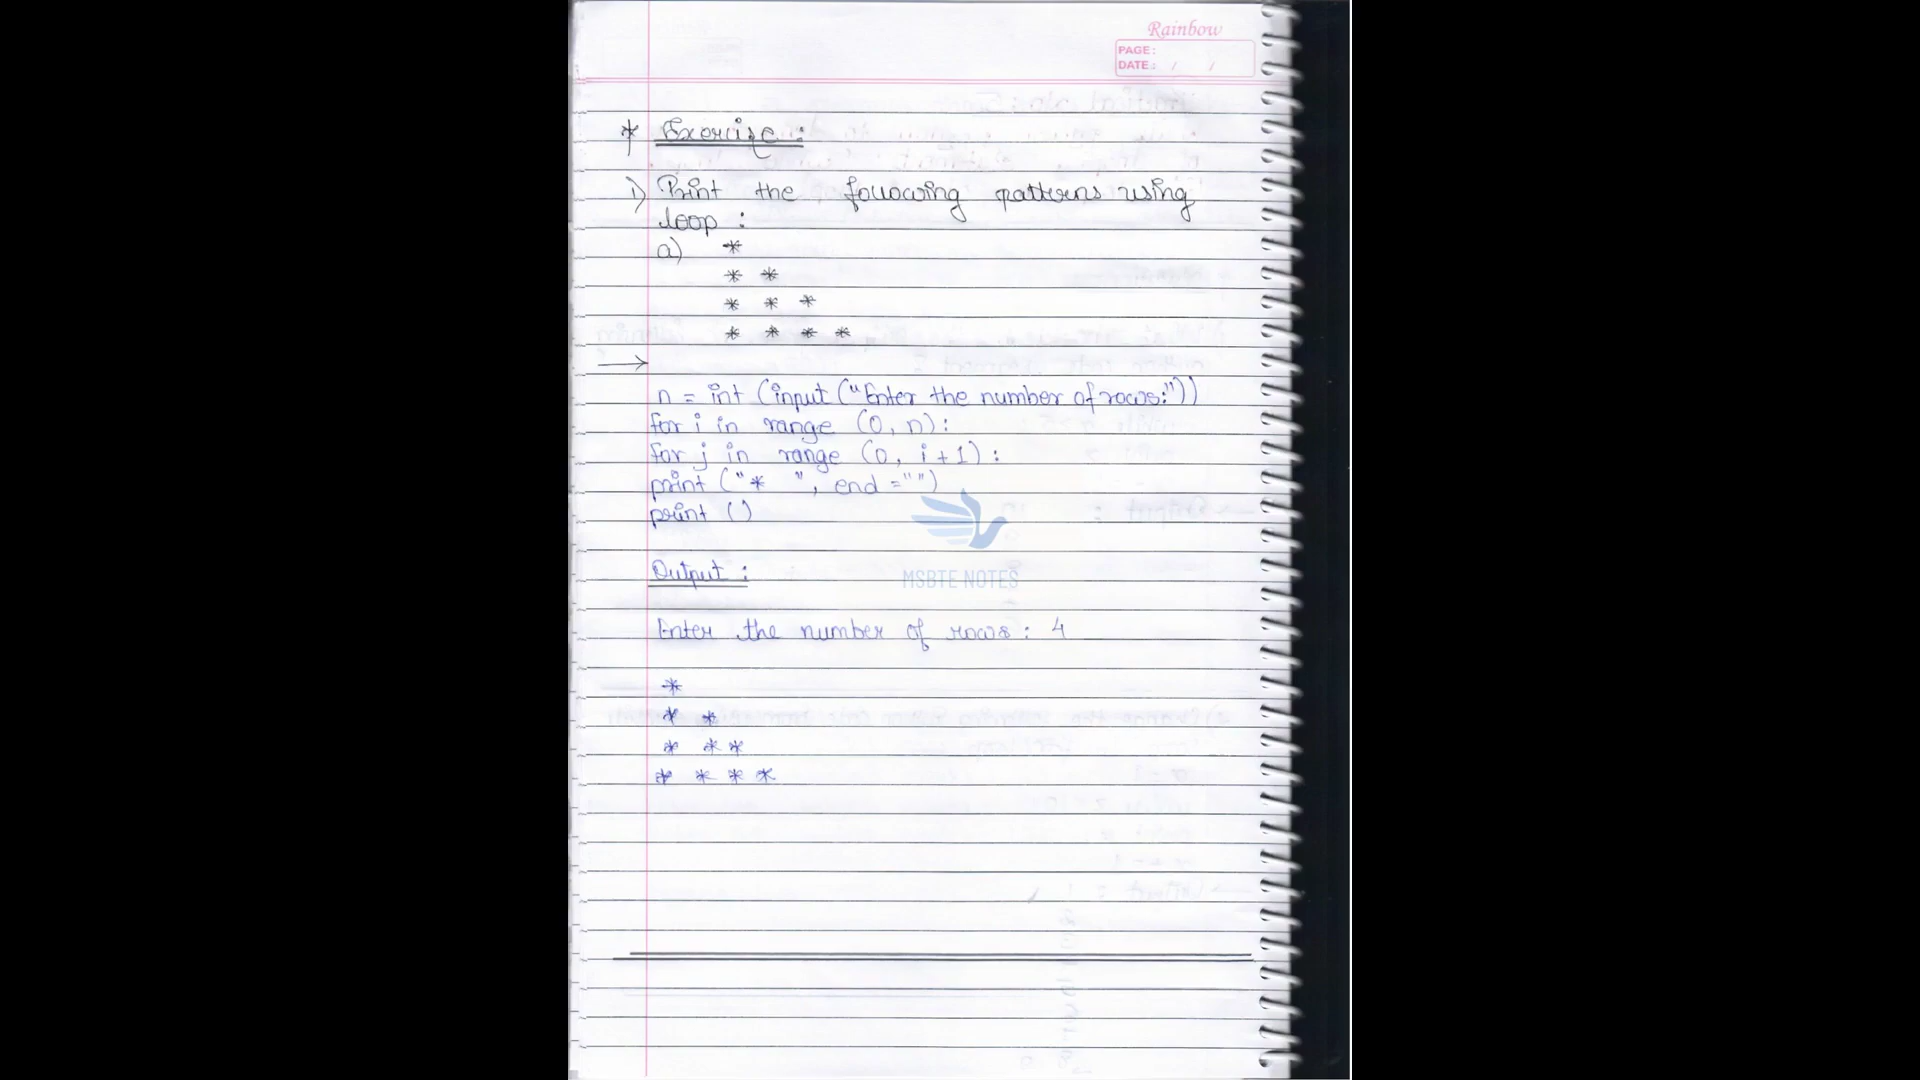 Rainbow
PAGE:
DATE: / /
* Exercise :
1) Print the following patterns using
loop :
a) *
* *
* * *
* * * *
→
n = int (input ("Enter the number of rows:"))
for i in range (0, n):
for j in range (0, i+1) :
print ("* ", end ="")
print ()
MSBTE NOTES
Output :
Enter the number of rows : 4
*
* *
* * *
* * * *